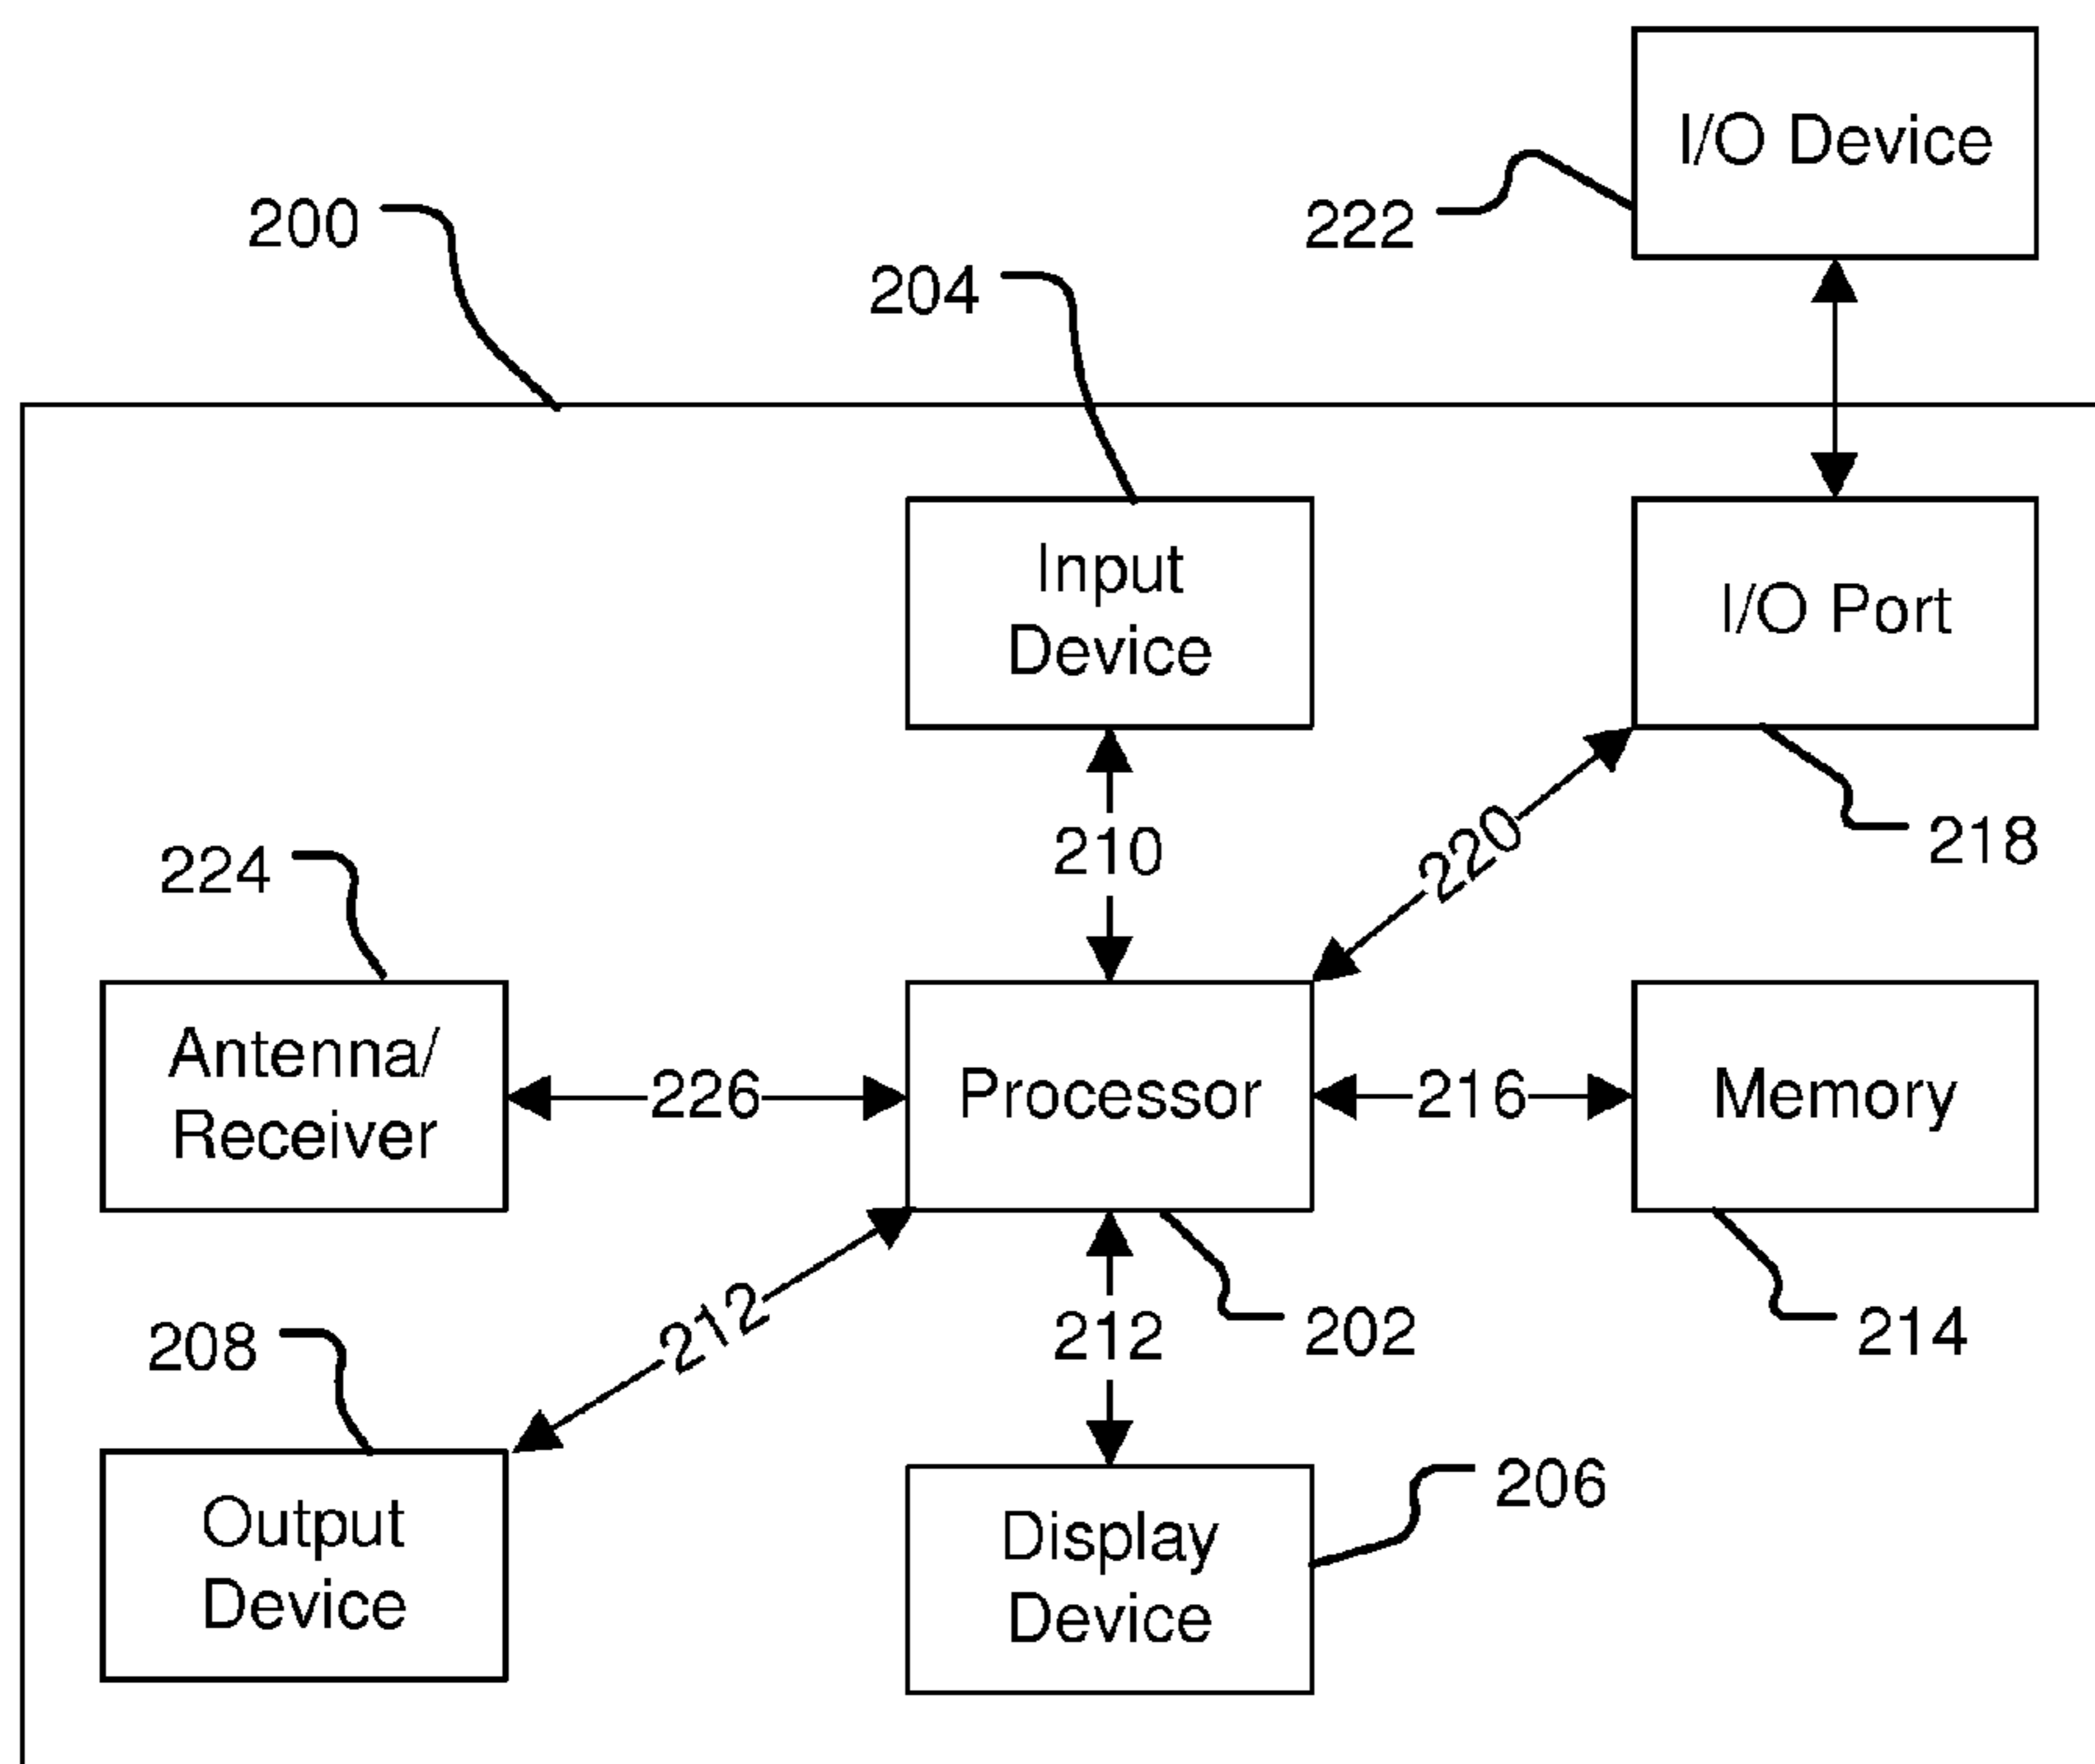 I/O Device
222
200
204
Input
Device
I/O Port
210
220
218
224
Antenna/
Receiver
226
Processor
216
Memory
212
212
202
214
208
206
Output
Device
Display
Device